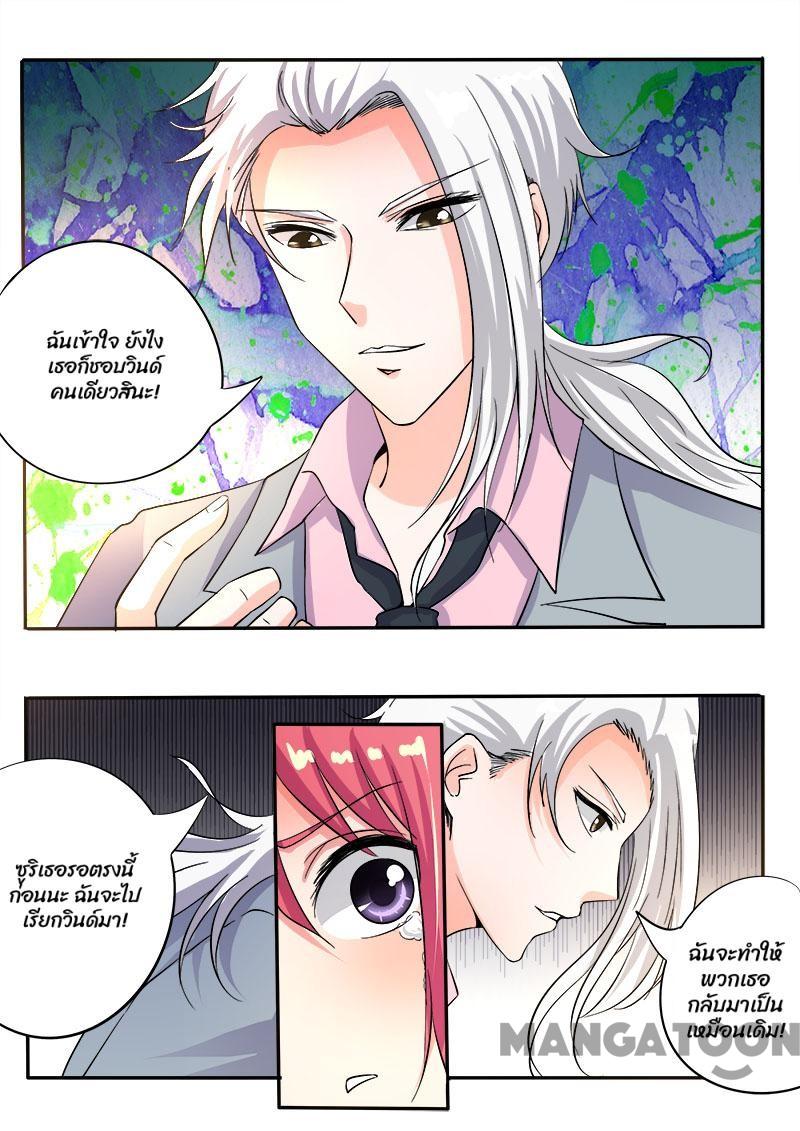 ฉันเข้าใจ ยังไง
เธอก็ชอบวินด์
คนเดียวสินะ!
ซูริเธอรอตรงนี้
ก่อนนะ ฉันจะไป
เรียกวินด์มา!
ฉันจะทำให้
พวกเธอ
กลับมาเป็น
เหมือนเดิม!
MANGATOON